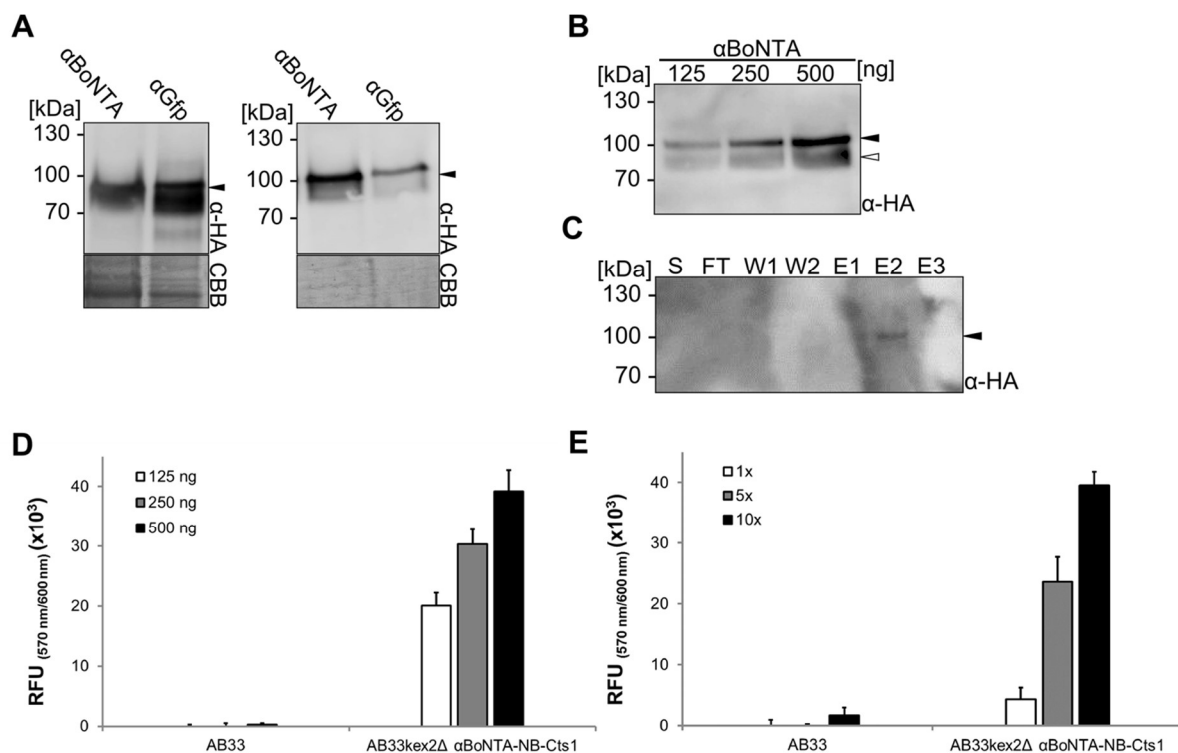 A
αBoNTA
αGfp
[kDa]
130
100
70
α-HA
CBB
αBoNTA
αGfp
[kDa]
130
100
70
α-HA
CBB
B
αBoNTA
[kDa] 125 250 500 [ng]
130
100
70
α-HA
C
[kDa] S FT W1 W2 E1 E2 E3
130
100
70
α-HA
D
RFU (570 nm/600 nm) (x10³)
40
30
20
10
0
125 ng
250 ng
500 ng
AB33
AB33kex2Δ αBoNTA-NB-Cts1
E
RFU (570 nm/600 nm) (x10³)
40
30
20
10
0
1x
5x
10x
AB33
AB33kex2Δ αBoNTA-NB-Cts1